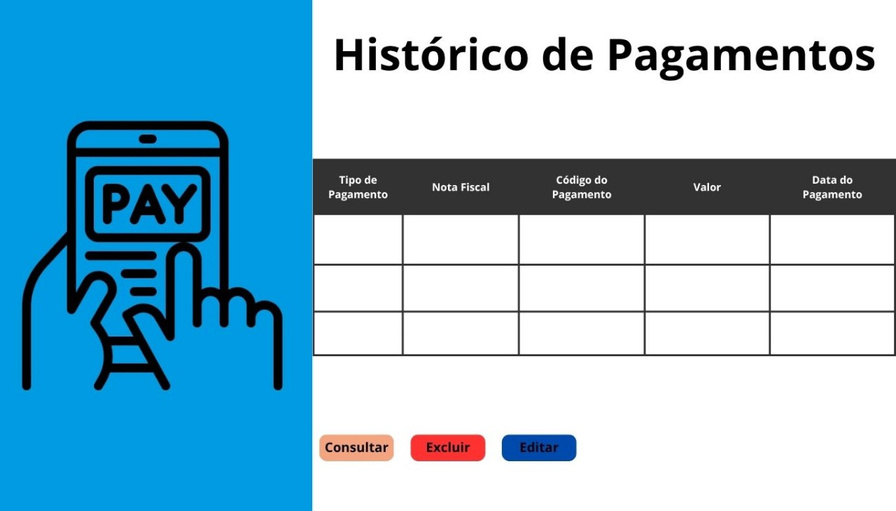 Histórico de Pagamentos
PAY
Tipo de
Pagamento
Nota Fiscal
Código do
Pagamento
Valor
Data do
Pagamento
Consultar
Excluir
Editar